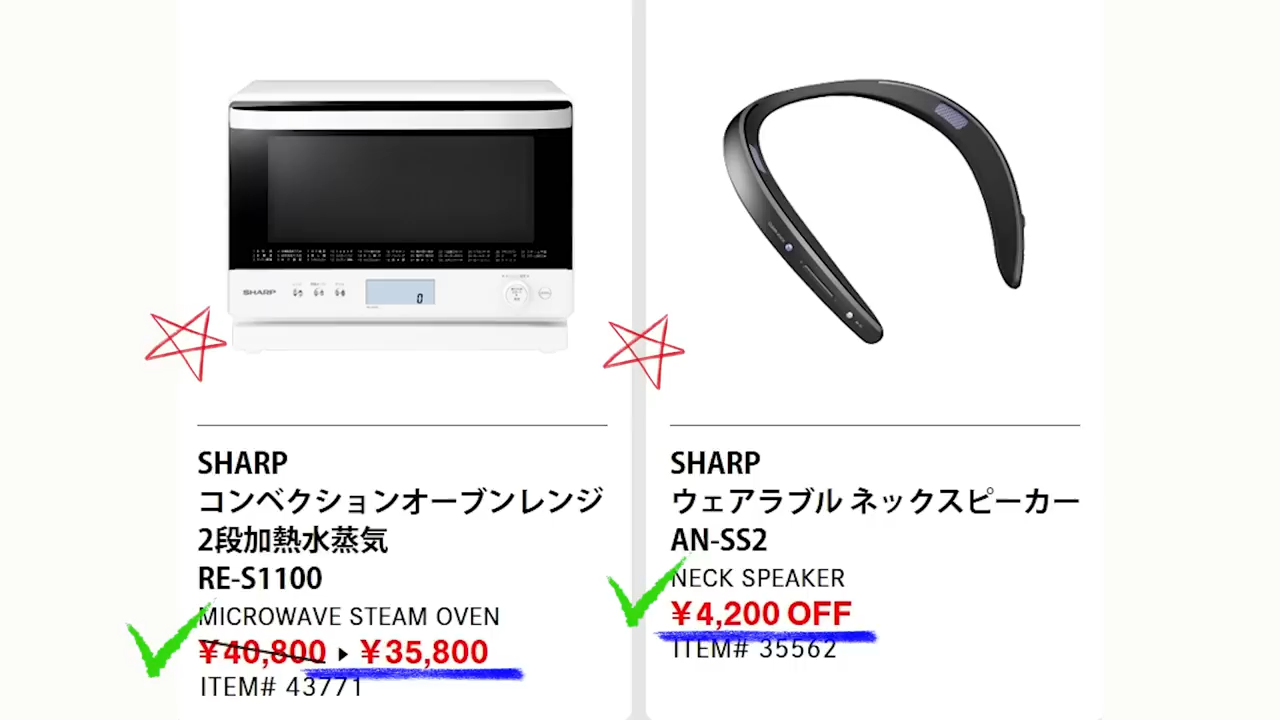 SHARP
0
SHARP
コンベクションオーブンレンジ
2段加熱水蒸気
RE-S1100
MICROWAVE STEAM OVEN
¥40,800 ▶ ¥35,800
ITEM# 43771
SHARP
ウェアラブル ネックスピーカー
AN-SS2
NECK SPEAKER
¥4,200 OFF
ITEM# 35562